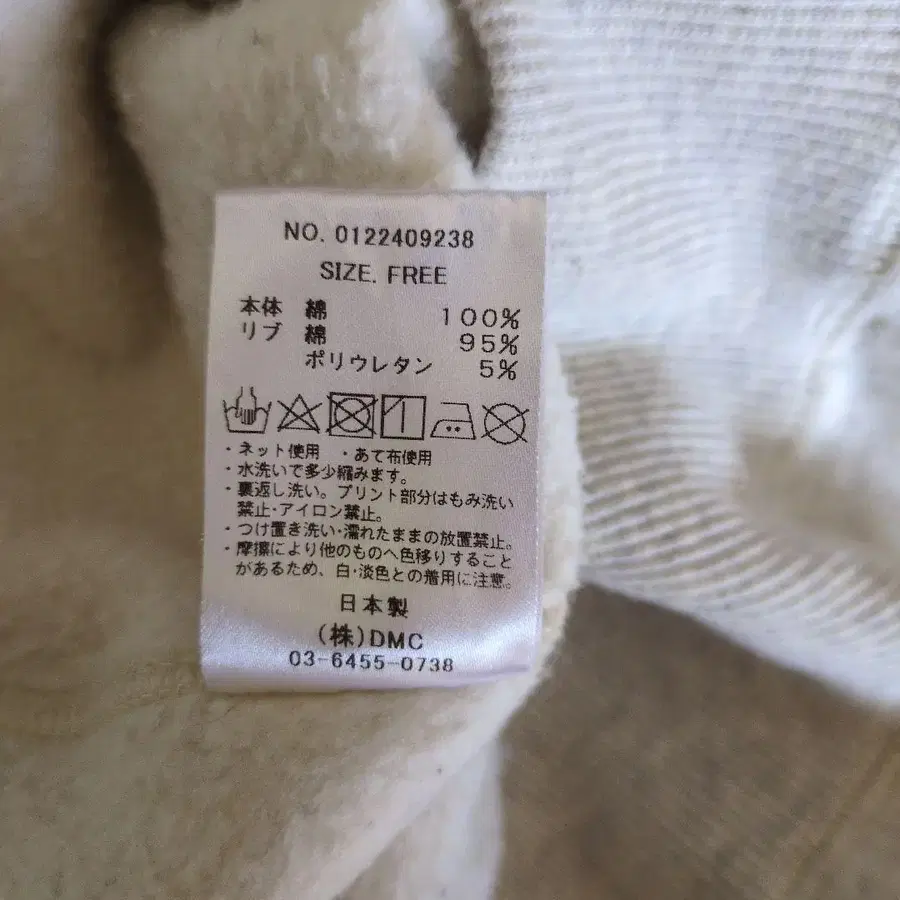 NO. 0122409238
SIZE. FREE
本体 綿 100%
リブ 綿 95%
ポリウレタン 5%
・ネット使用 ・あて布使用
・水洗いで多少縮みます。
・裏返し洗い。プリント部分はもみ洗い
禁止・アイロン禁止。
・つけ置き洗い・濡れたままの放置禁止。
・摩擦により他のものへ色移りすること
があるため、白・淡色との着用に注意。
日本製
(株)DMC
03-6455-0738